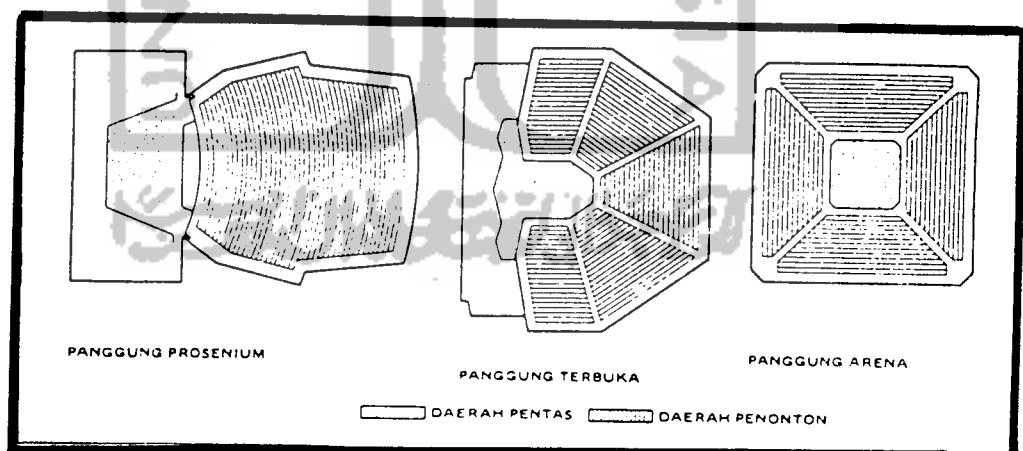 PANGGUNG PROSENIUM
PANGGUNG TERBUKA
PANGGUNG ARENA
DAERAH PENTAS DAERAH PENONTON